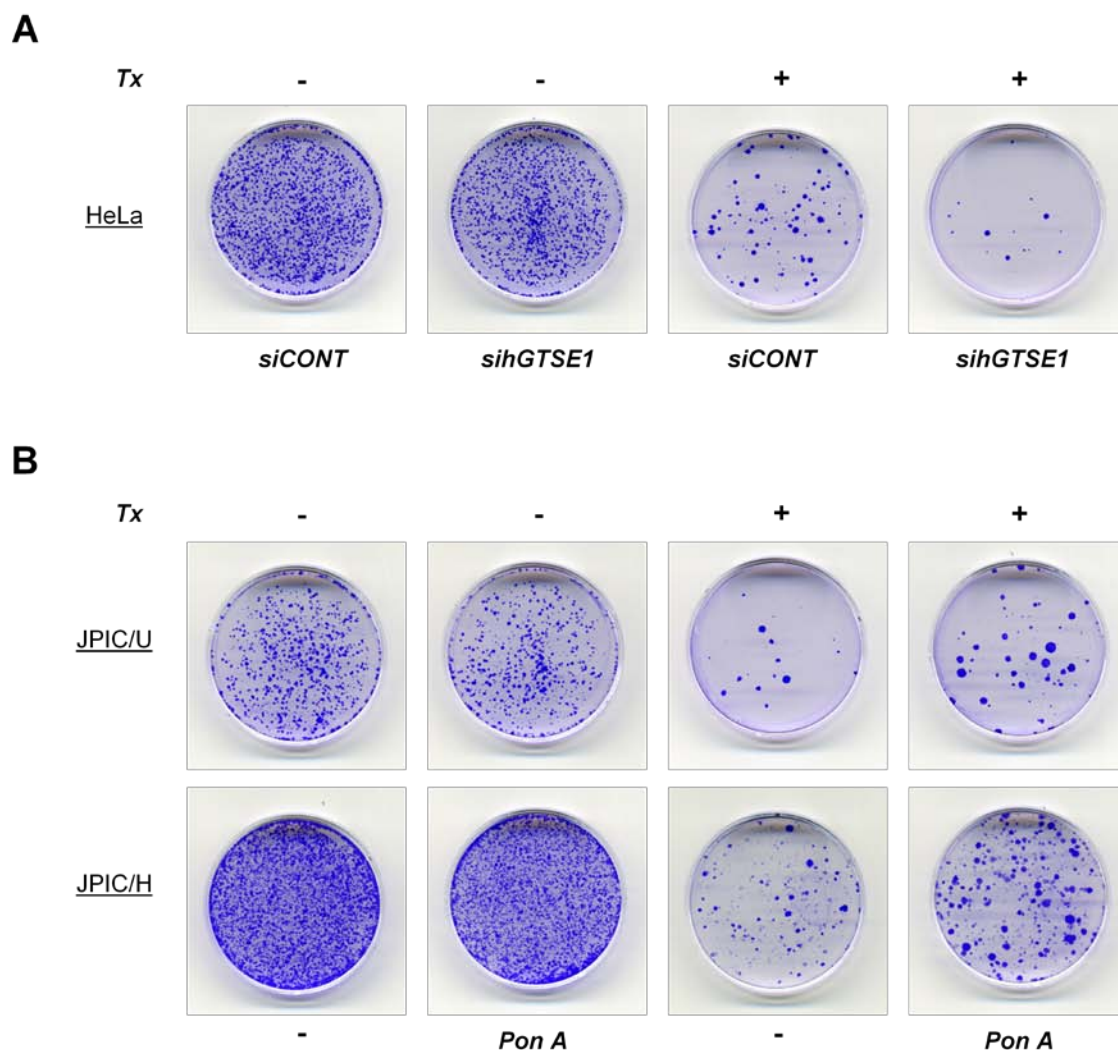 A
Tx - - + +
HeLa
siCONT sihGTSE1 siCONT sihGTSE1
B
Tx - - + +
JPIC/U
JPIC/H
- Pon A - Pon A